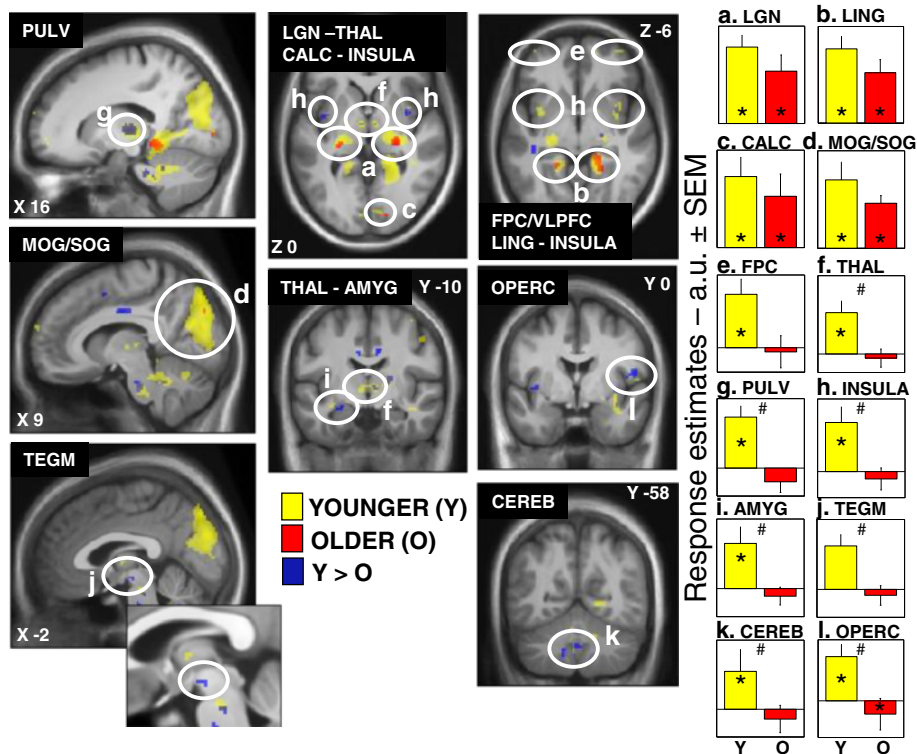 PULV
g
X 16
MOG/SOG
d
X 9
TEGM
j
X -2
LGN –THAL
CALC - INSULA
f
h
h
a
c
Z 0
Z -6
e
h
b
FPC/VLPFC
LING - INSULA
THAL - AMYG
Y -10
i
f
OPERC
Y 0
l
YOUNGER (Y)
OLDER (O)
Y > O
CEREB
Y -58
k
Response estimates – a.u. ± SEM
a. LGN
* *
b. LING
* *
c. CALC
* *
d. MOG/SOG
* *
e. FPC
*
f. THAL
#
*
g. PULV
#
*
h. INSULA
#
*
i. AMYG
#
*
j. TEGM
#
k. CEREB
#
*
l. OPERC
#
* *
Y O
Y O